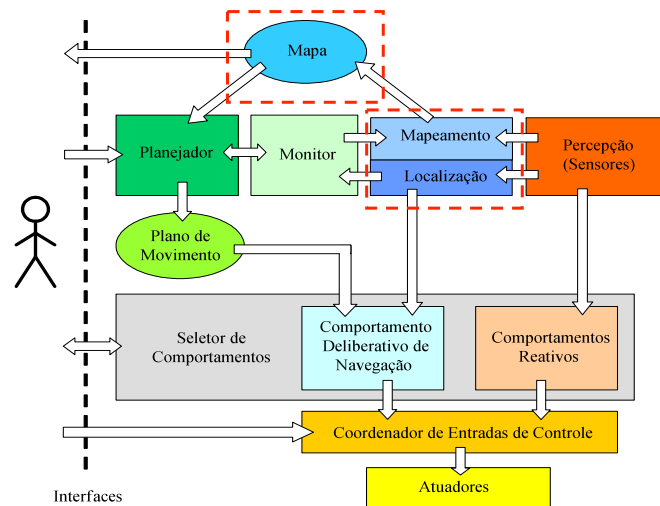 Mapa
Planejador
Monitor
Mapeamento
Localização
Percepção
(Sensores)
Plano de
Movimento
Seletor de
Comportamentos
Comportamento
Deliberativo de
Navegação
Comportamentos
Reativos
Coordenador de Entradas de Controle
Atuadores
Interfaces